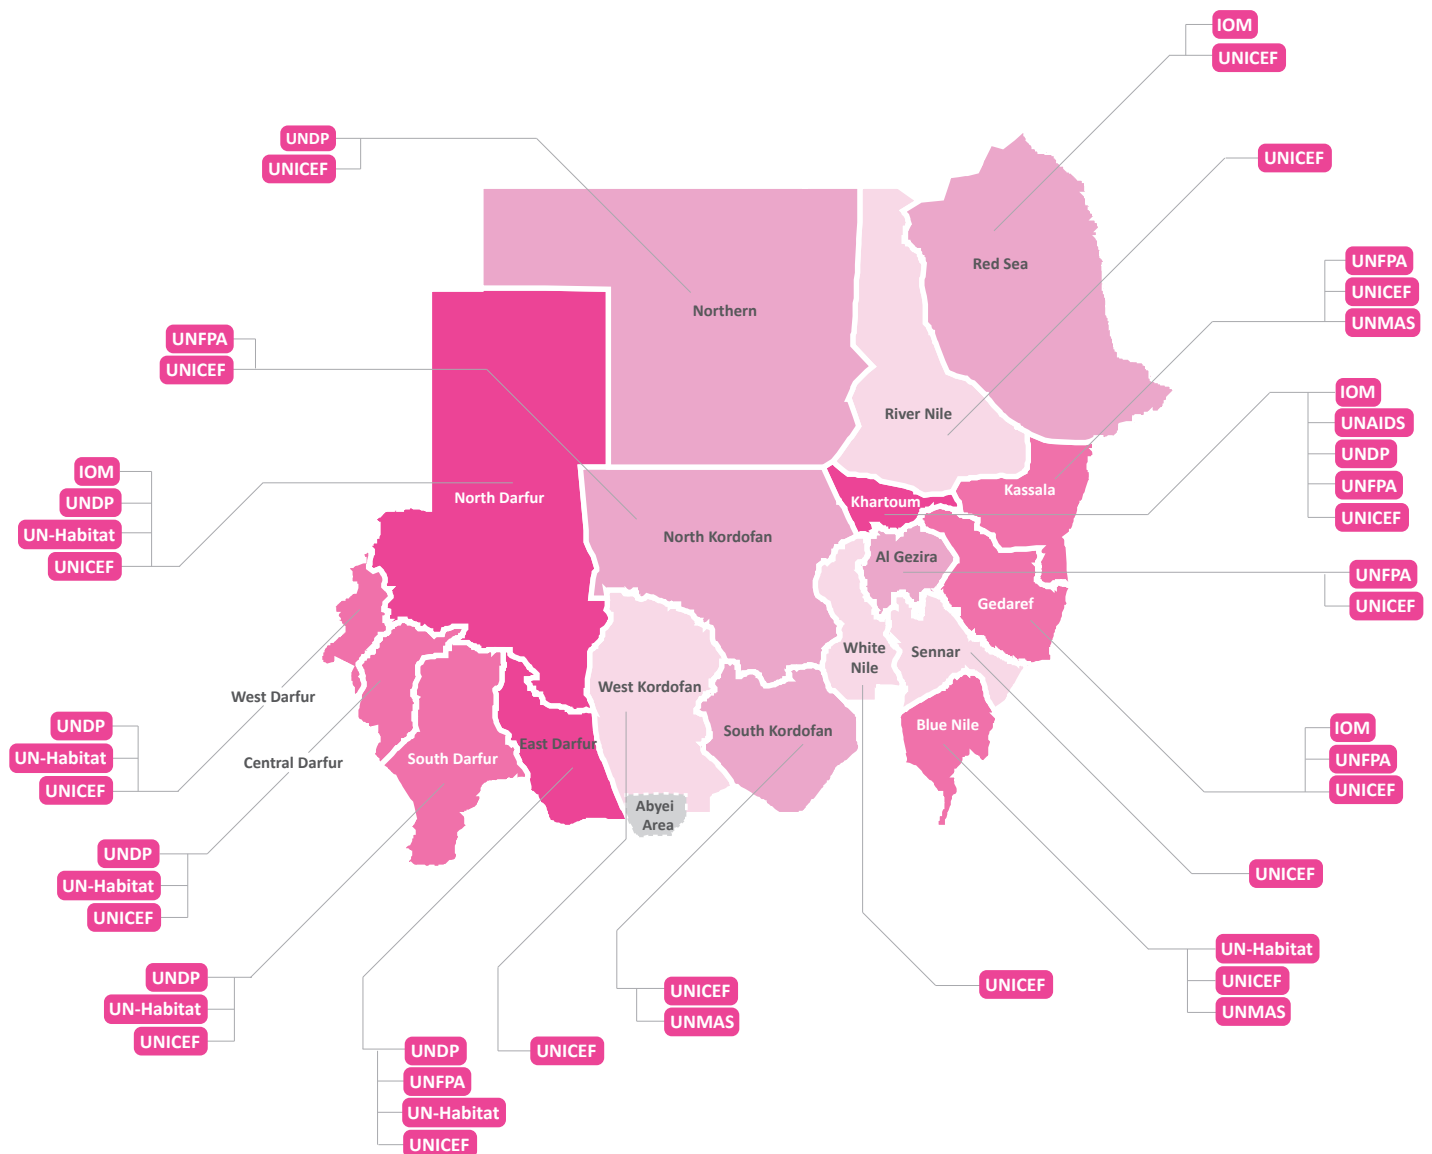 IOM
UNICEF
UNDP
UNICEF
UNICEF
UNFPA
UNICEF
UNMAS
Red Sea
Northern
UNFPA
UNICEF
River Nile
IOM
UNAIDS
UNDP
UNFPA
UNICEF
IOM
UNDP
UN-Habitat
UNICEF
North Darfur
Khartoum
Kassala
North Kordofan
Al Gezira
UNFPA
UNICEF
Gedaref
White
Nile
Sennar
West Darfur
West Kordofan
UNDP
UN-Habitat
UNICEF
Central Darfur
South Darfur
East Darfur
South Kordofan
Blue Nile
IOM
UNFPA
UNICEF
Abyei
Area
UNDP
UN-Habitat
UNICEF
UNICEF
UNDP
UN-Habitat
UNICEF
UNICEF
UNMAS
UNICEF
UN-Habitat
UNICEF
UNMAS
UNDP
UNFPA
UN-Habitat
UNICEF
UNICEF